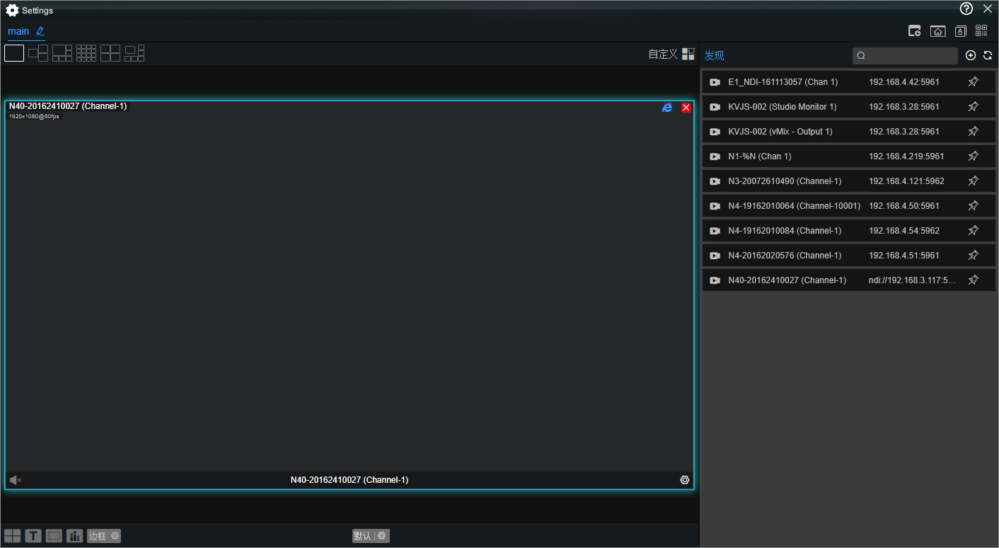 Settings
main
自定义
发现
N40-20162410027 (Channel-1)
1920x1080@60fps
E1_NDI-161113057 (Chan 1) 192.168.4.42:5961
KVJS-002 (Studio Monitor 1) 192.168.3.28:5961
KVJS-002 (vMix - Output 1) 192.168.3.28:5961
N1-%N (Chan 1) 192.168.4.219:5961
N3-20072610490 (Channel-1) 192.168.4.121:5962
N4-19162010064 (Channel-10001) 192.168.4.50:5961
N4-19162010084 (Channel-1) 192.168.4.54:5962
N4-20162020576 (Channel-1) 192.168.4.51:5961
N40-20162410027 (Channel-1) ndi://192.168.3.117:5...
N40-20162410027 (Channel-1)
T 边框
默认